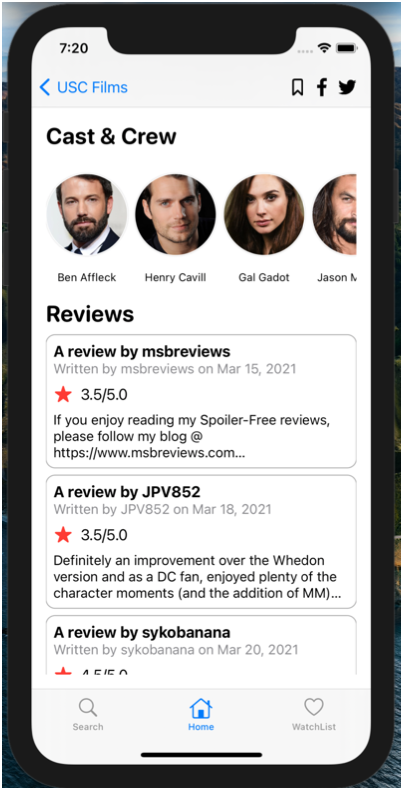 7:20
USC Films
Cast & Crew
Ben Affleck
Henry Cavill
Gal Gadot
Jason M
Reviews
A review by msbreviews
Written by msbreviews on Mar 15, 2021
3.5/5.0
If you enjoy reading my Spoiler-Free reviews,
please follow my blog @
https://www.msbreviews.com...
A review by JPV852
Written by JPV852 on Mar 18, 2021
3.5/5.0
Definitely an improvement over the Whedon
version and as a DC fan, enjoyed plenty of the
character moments (and the addition of MM)...
A review by sykobanana
Written by sykobanana on Mar 20, 2021
4.5/5.0
Search
Home
WatchList